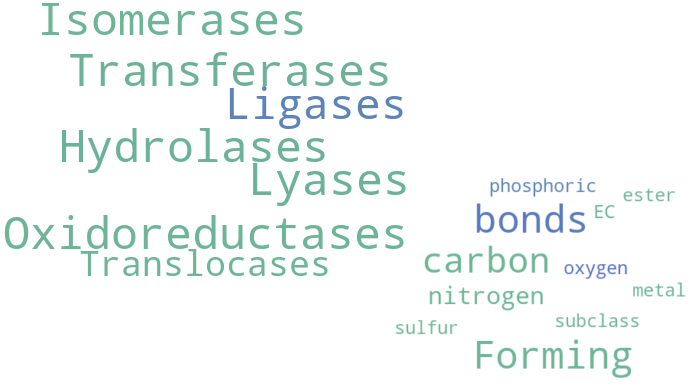 Isomerases
Transferases
Ligases
Hydrolases
Lyases
Oxidoreductases
Translocases
phosphoric
ester
bonds
EC
carbon
oxygen
nitrogen
metal
sulfur
subclass
Forming